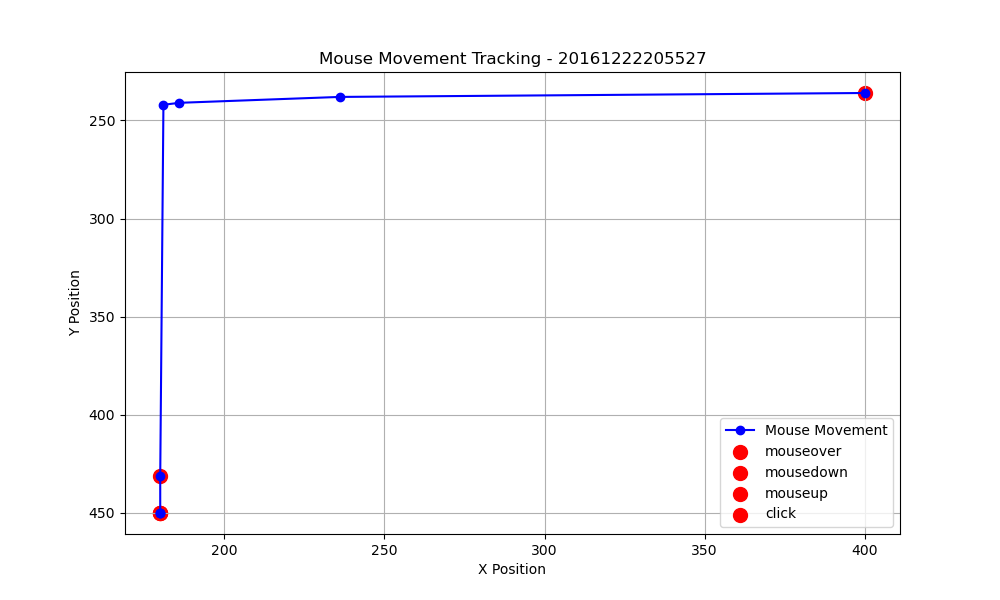 Mouse Movement Tracking - 20161222205527
Y Position
250
300
350
400
450
Mouse Movement
mouseover
mousedown
mouseup
click
200
250
300
350
400
X Position